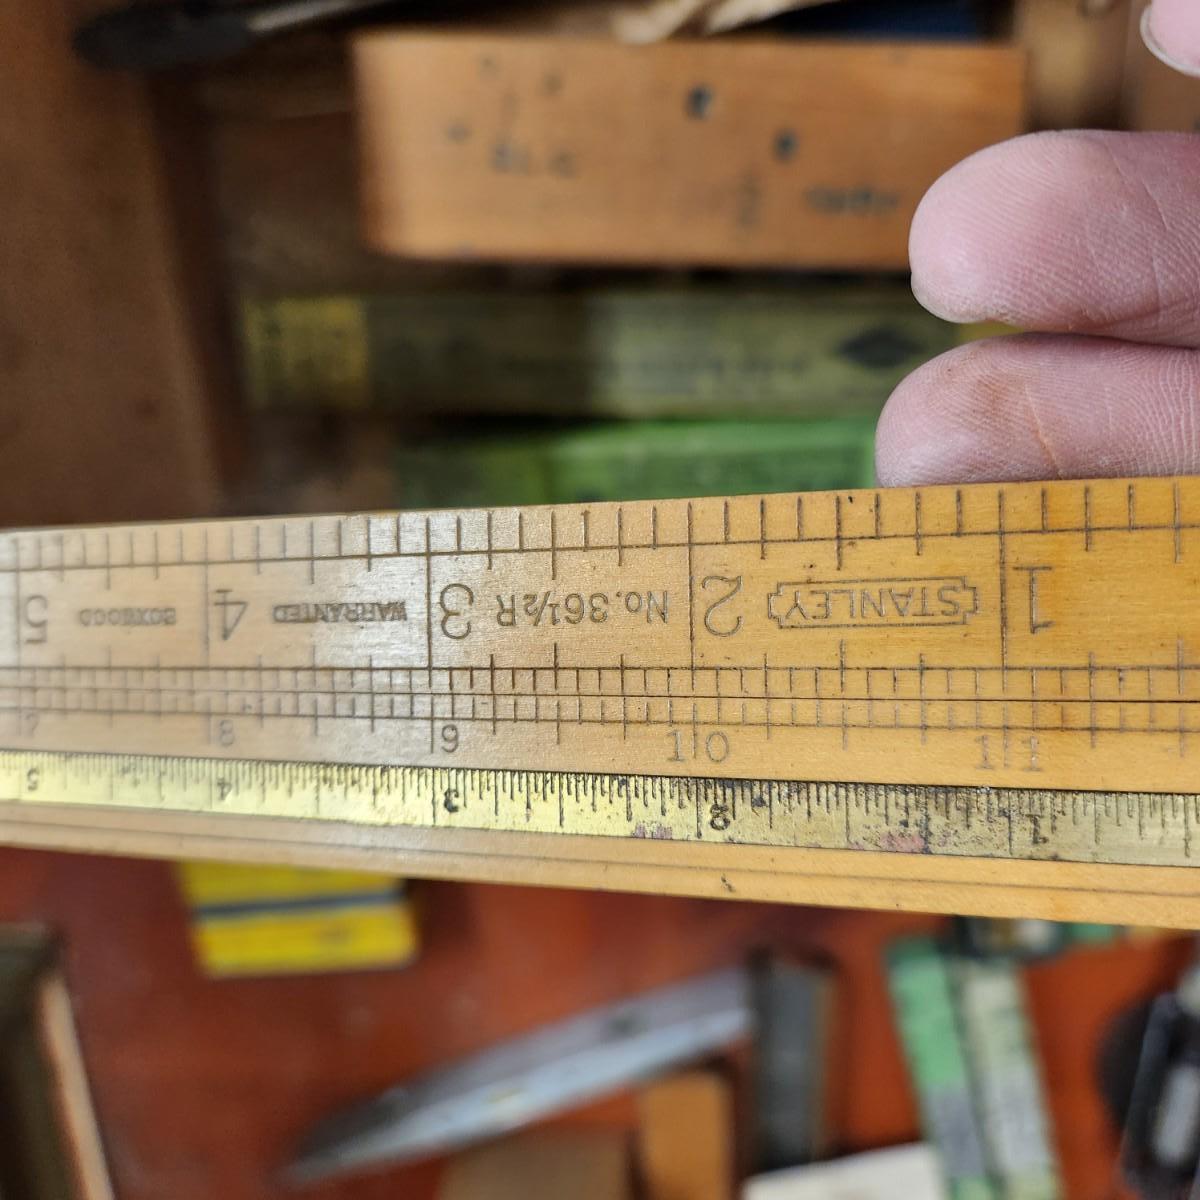 STANLEY
No. 36½ R
WARRANTED
BOXWOOD
1 2 3 4 5
8 9 10 11
5 4 3 2 1